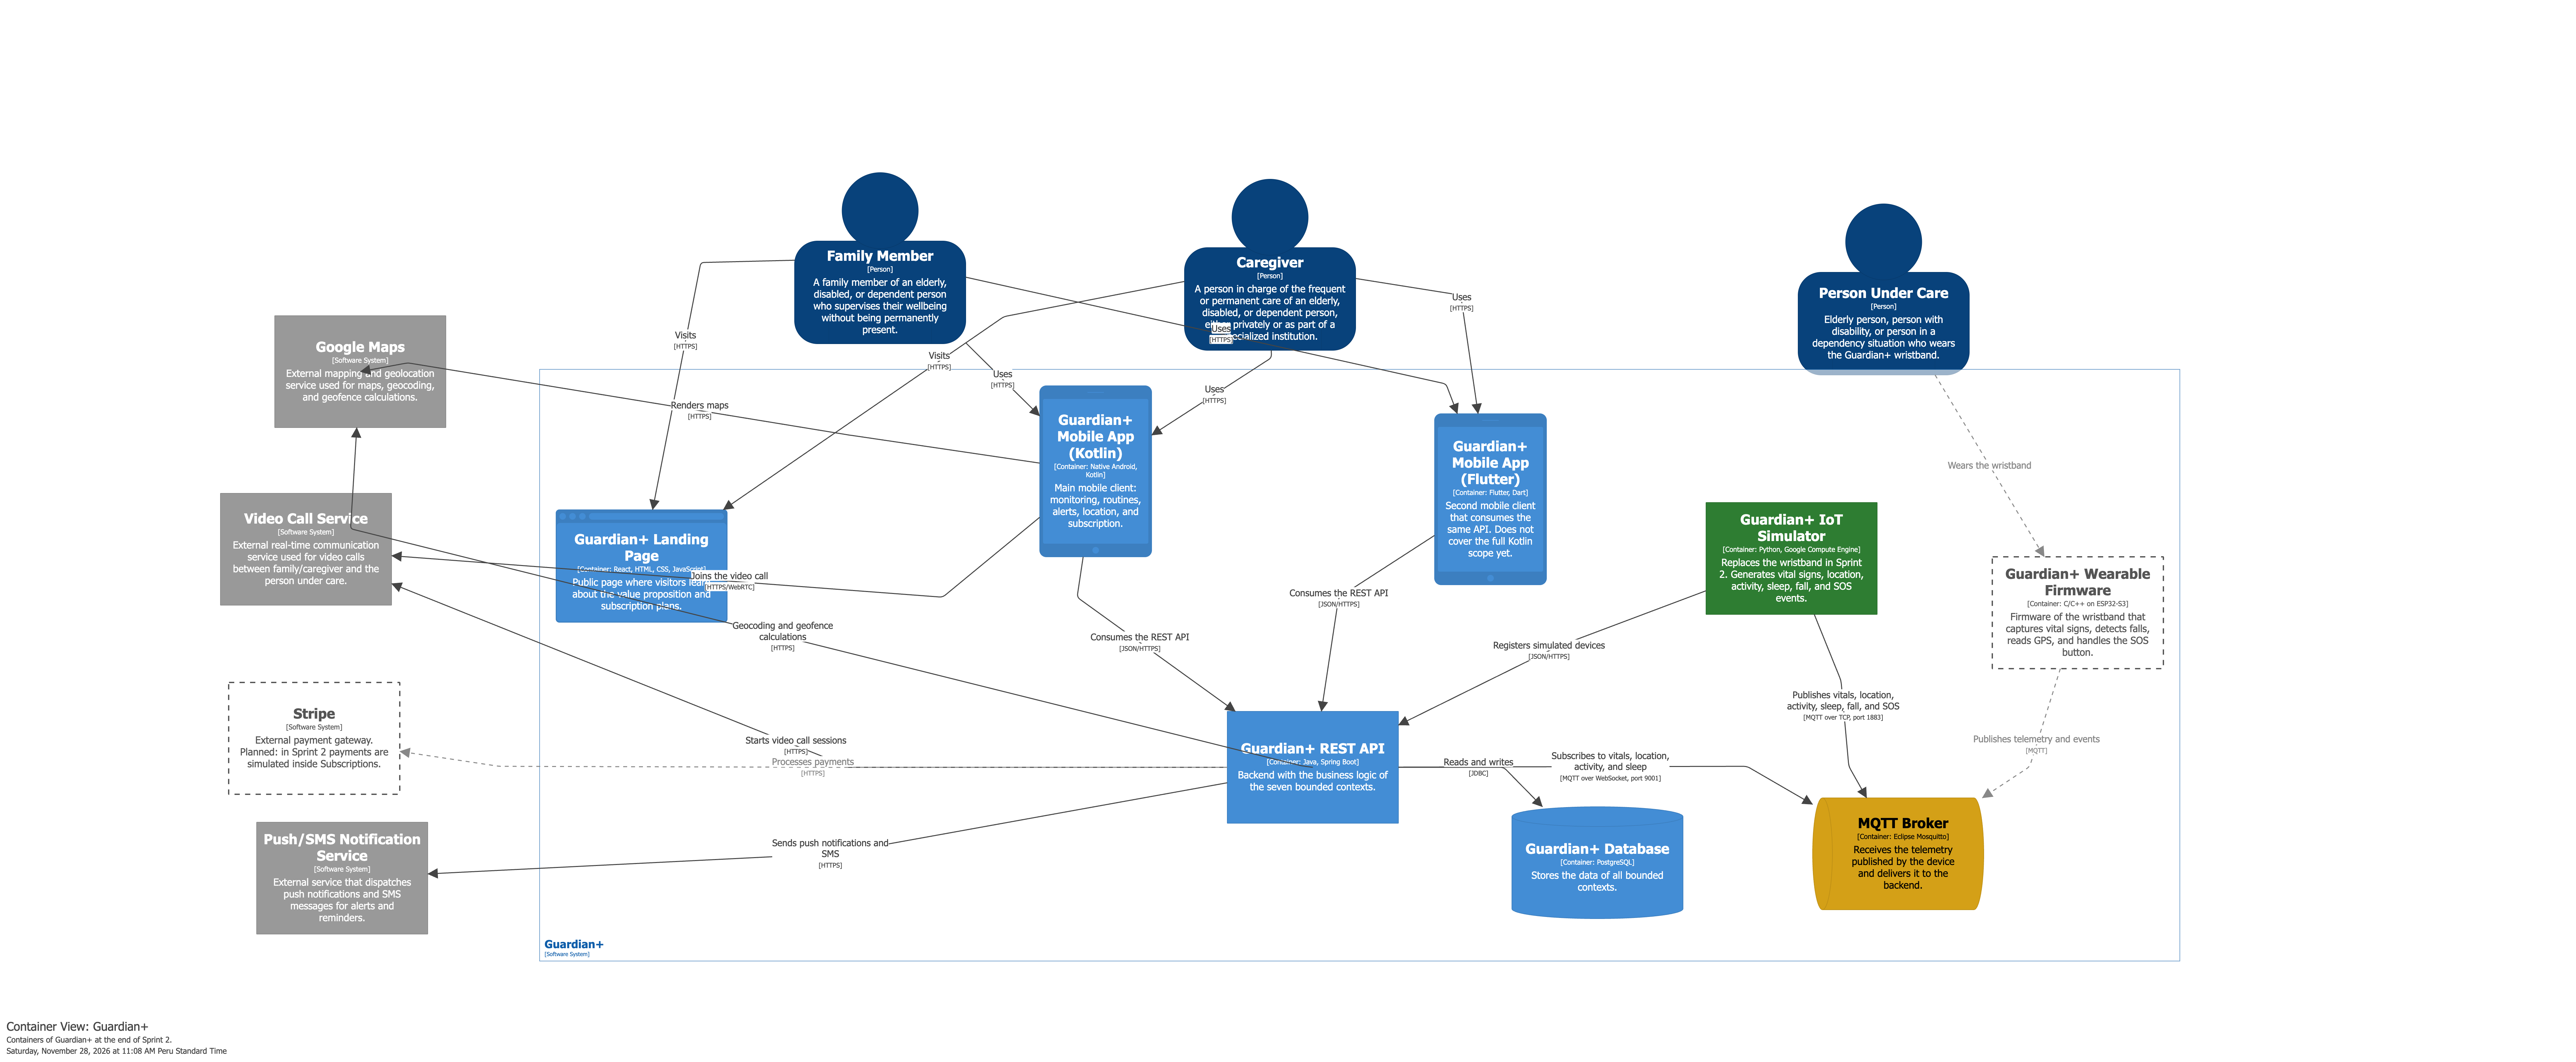 Family Member
[Person]
A family member of an elderly,
disabled, or dependent person
who supervises their wellbeing
without being permanently
present.
Caregiver
[Person]
A person in charge of the frequent
or permanent care of an elderly,
disabled, or dependent person,
privately or as part of a
institution.
Person Under Care
[Person]
Elderly person, person with
disability, or person in a
dependency situation who wears
the Guardian+ wristband.
Uses
[HTTPS]
Uses
[HTTPS]
Visits
[HTTPS]
Visits
[HTTPS]
Uses
[HTTPS]
Uses
[HTTPS]
Google Maps
[Software System]
External mapping and geolocation
service used for maps, geocoding,
and geofence calculations.
Renders maps
[HTTPS]
Guardian+
Mobile App
(Kotlin)
[Container: Native Android,
Kotlin]
Main mobile client:
monitoring, routines,
alerts, location, and
subscription.
Guardian+
Mobile App
(Flutter)
[Container: Flutter, Dart]
Second mobile client
that consumes the
same API. Does not
cover the full Kotlin
scope yet.
Wears the wristband
Video Call Service
[Software System]
External real-time communication
service used for video calls
between family/caregiver and the
person under care.
Guardian+ Landing
Page
[Container: React, HTML, CSS, JavaScript]
Public page where visitors
about the value proposition and
subscription plans.
Joins the video call
[HTTPS/WebRTC]
Guardian+ IoT
Simulator
[Container: Python, Google Compute Engine]
Replaces the wristband in Sprint
2. Generates vital signs, location,
activity, sleep, fall, and SOS
events.
Guardian+ Wearable
Firmware
[Container: C/C++ on ESP32-S3]
Firmware of the wristband that
captures vital signs, detects falls,
reads GPS, and handles the SOS
button.
Consumes the REST API
[JSON/HTTPS]
Geocoding and geofence
calculations
[HTTPS]
Consumes the REST API
[JSON/HTTPS]
Registers simulated devices
[JSON/HTTPS]
Publishes vitals, location,
activity, sleep, fall, and SOS
[MQTT over TCP, port 1883]
Publishes telemetry and events
[MQTT]
Stripe
[Software System]
External payment gateway.
Planned: in Sprint 2 payments are
simulated inside Subscriptions.
Starts video call sessions
[HTTPS]
Processes payments
[HTTPS]
Guardian+ REST API
[Container: Java, Spring Boot]
Backend with the business logic of
the seven bounded contexts.
Reads and writes
[JDBC]
Subscribes to vitals, location,
activity, and sleep
[MQTT over WebSocket, port 9001]
Push/SMS Notification
Service
[Software System]
External service that dispatches
push notifications and SMS
messages for alerts and
reminders.
Sends push notifications and
SMS
[HTTPS]
Guardian+ Database
[Container: PostgreSQL]
Stores the data of all bounded
contexts.
MQTT Broker
[Container: Eclipse Mosquitto]
Receives the telemetry
published by the device
and delivers it to the
backend.
Guardian+
[Software System]
Container View: Guardian+
Containers of Guardian+ at the end of Sprint 2.
Saturday, November 28, 2026 at 11:08 AM Peru Standard Time